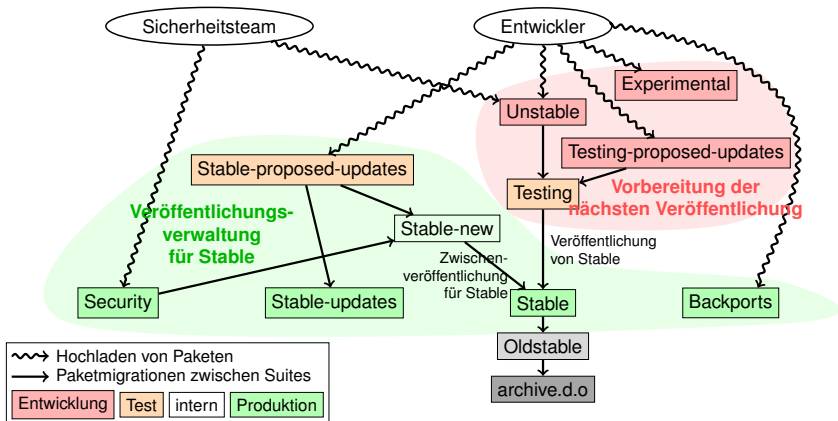 Sicherheitsteam
Entwickler
Experimental
Unstable
Testing-proposed-updates
Stable-proposed-updates
Testing
Vorbereitung der
nächsten Veröffentlichung
Veröffentlichungs-
verwaltung
für Stable
Stable-new
Veröffentlichung
von Stable
Zwischen-
veröffentlichung
für Stable
Security
Stable-updates
Stable
Backports
Oldstable
archive.d.o
Hochladen von Paketen
Paketmigrationen zwischen Suites
Entwicklung
Test
intern
Produktion